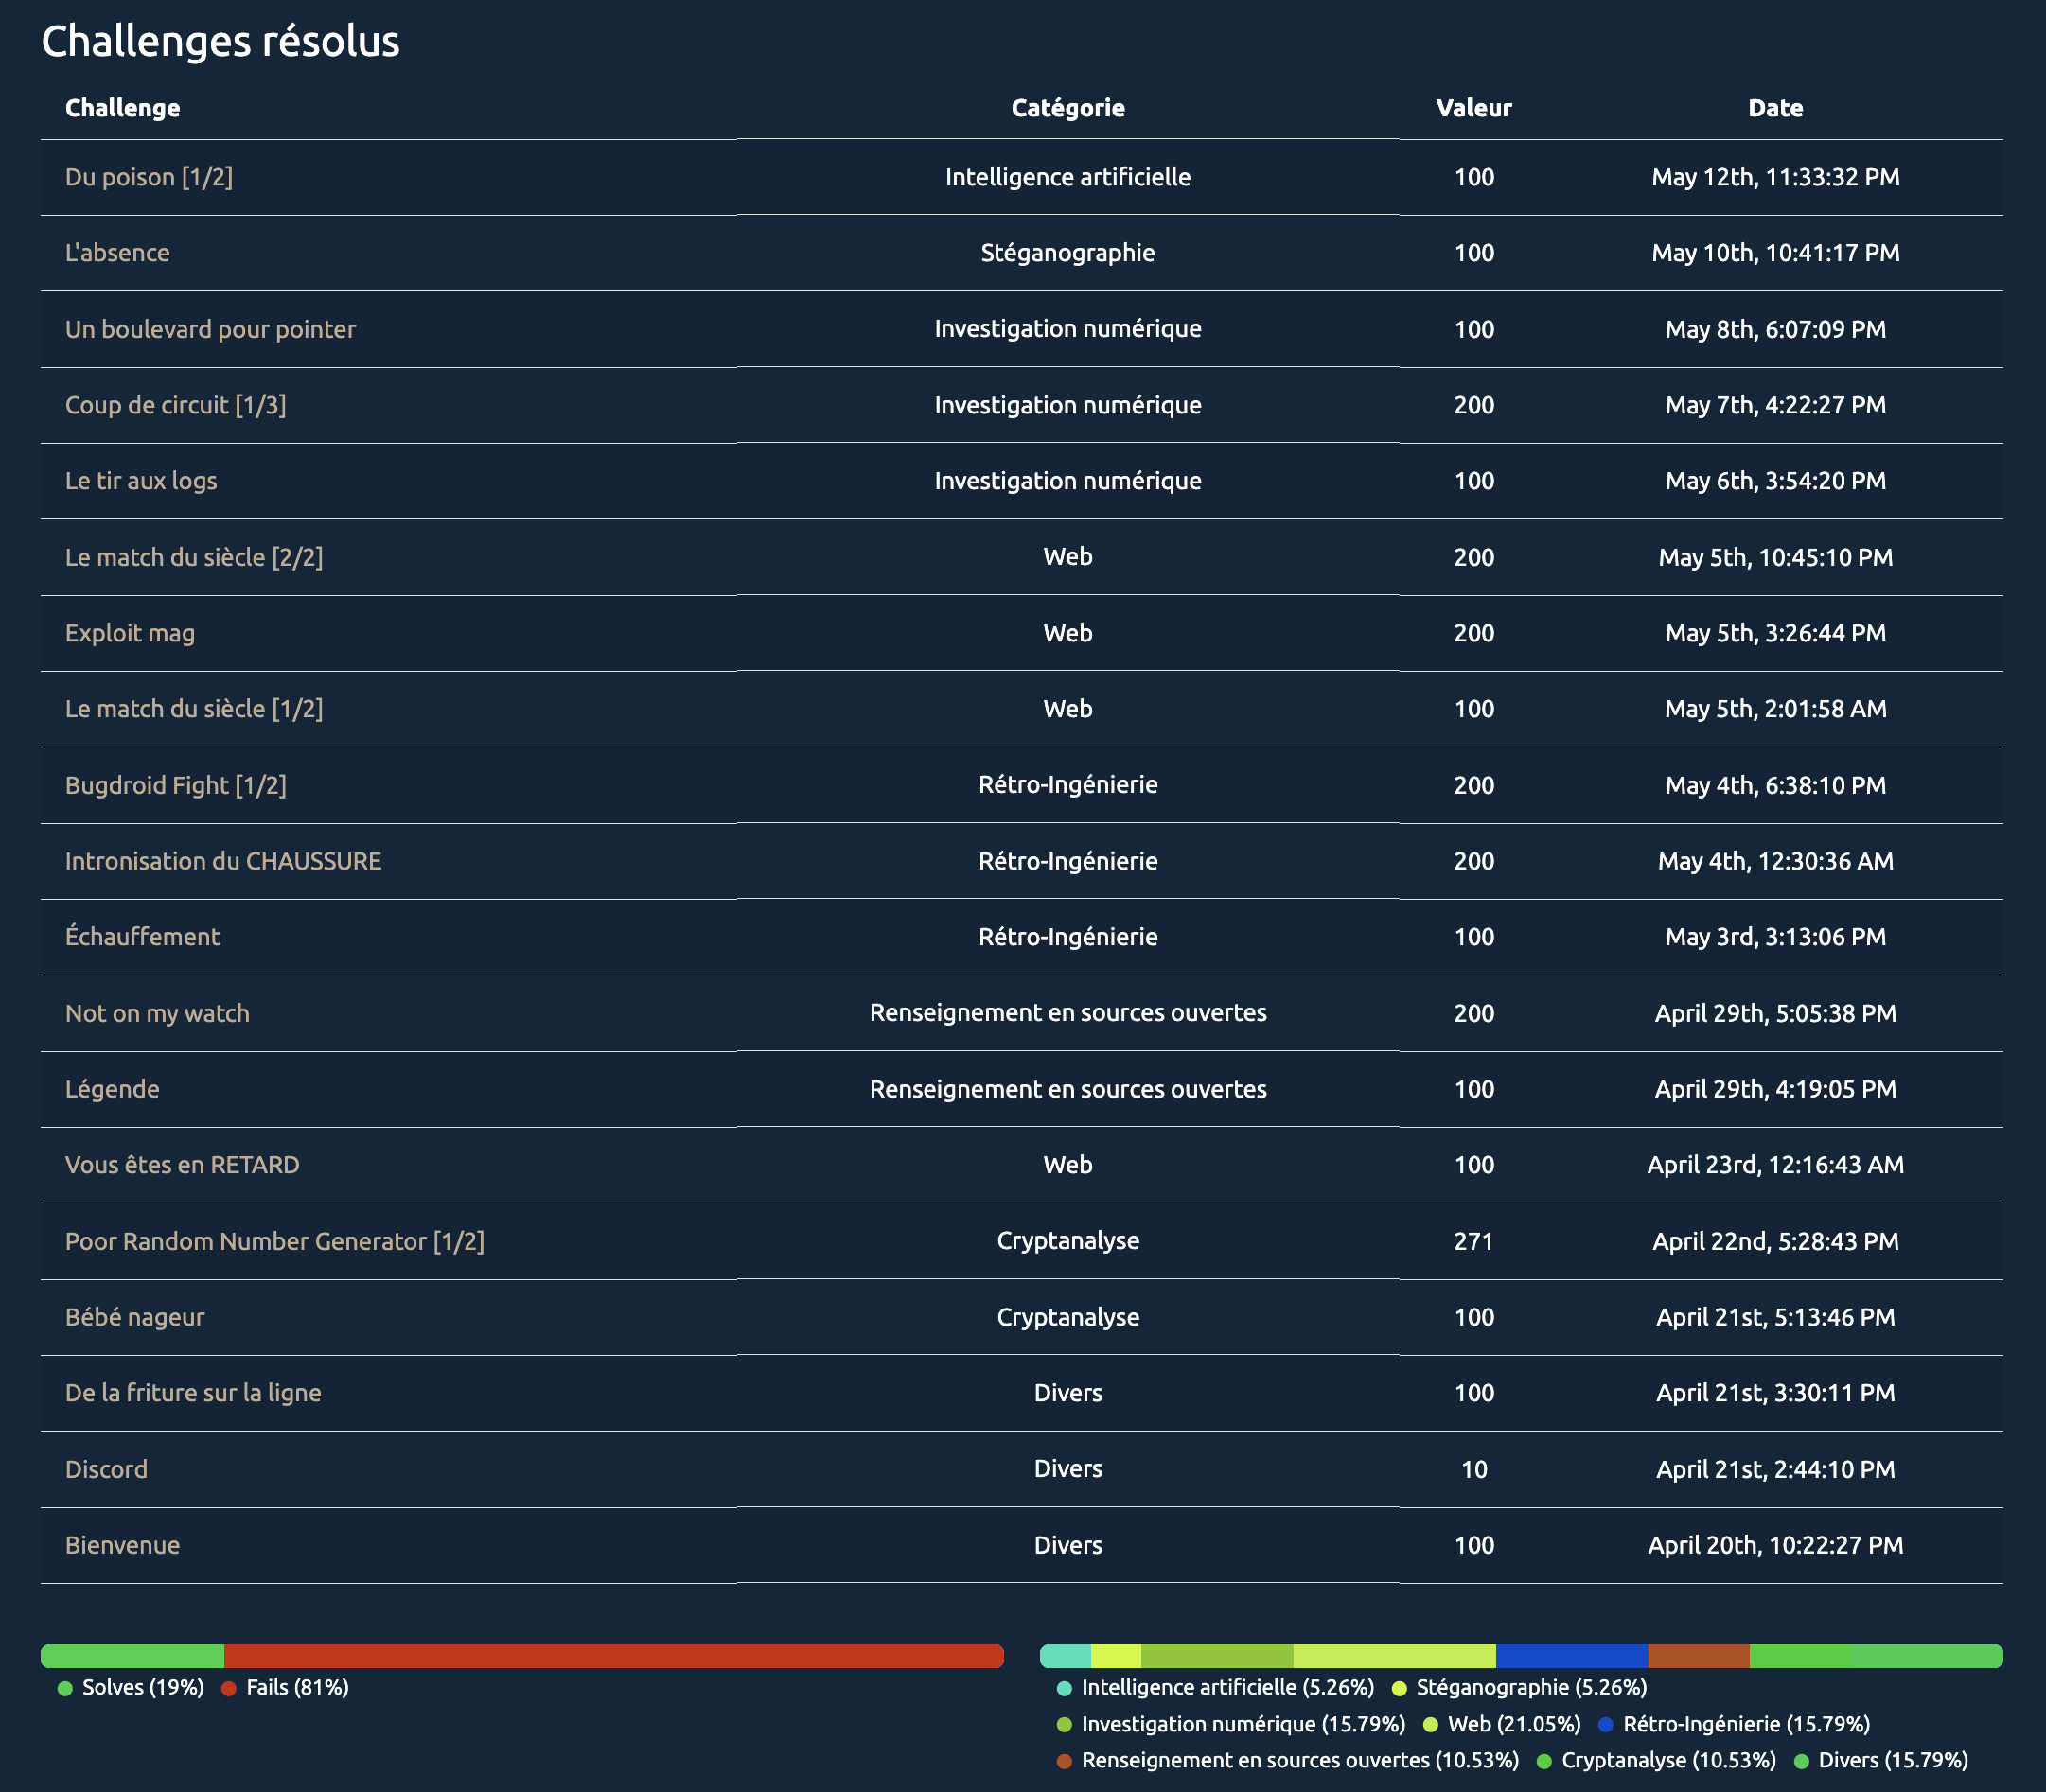 Challenges résolus
Challenge Catégorie Valeur Date
Du poison [1/2] Intelligence artificielle 100 May 12th, 11:33:32 PM
L'absence Stéganographie 100 May 10th, 10:41:17 PM
Un boulevard pour pointer Investigation numérique 100 May 8th, 6:07:09 PM
Coup de circuit [1/3] Investigation numérique 200 May 7th, 4:22:27 PM
Le tir aux logs Investigation numérique 100 May 6th, 3:54:20 PM
Le match du siècle [2/2] Web 200 May 5th, 10:45:10 PM
Exploit mag Web 200 May 5th, 3:26:44 PM
Le match du siècle [1/2] Web 100 May 5th, 2:01:58 AM
Bugdroid Fight [1/2] Rétro-Ingénierie 200 May 4th, 6:38:10 PM
Intronisation du CHAUSSURE Rétro-Ingénierie 200 May 4th, 12:30:36 AM
Échauffement Rétro-Ingénierie 100 May 3rd, 3:13:06 PM
Not on my watch Renseignement en sources ouvertes 200 April 29th, 5:05:38 PM
Légende Renseignement en sources ouvertes 100 April 29th, 4:19:05 PM
Vous êtes en RETARD Web 100 April 23rd, 12:16:43 AM
Poor Random Number Generator [1/2] Cryptanalyse 271 April 22nd, 5:28:43 PM
Bébé nageur Cryptanalyse 100 April 21st, 5:13:46 PM
De la friture sur la ligne Divers 100 April 21st, 3:30:11 PM
Discord Divers 10 April 21st, 2:44:10 PM
Bienvenue Divers 100 April 20th, 10:22:27 PM
Solves (19%) Fails (81%)
Intelligence artificielle (5.26%) Stéganographie (5.26%)
Investigation numérique (15.79%) Web (21.05%) Rétro-Ingénierie (15.79%)
Renseignement en sources ouvertes (10.53%) Cryptanalyse (10.53%) Divers (15.79%)